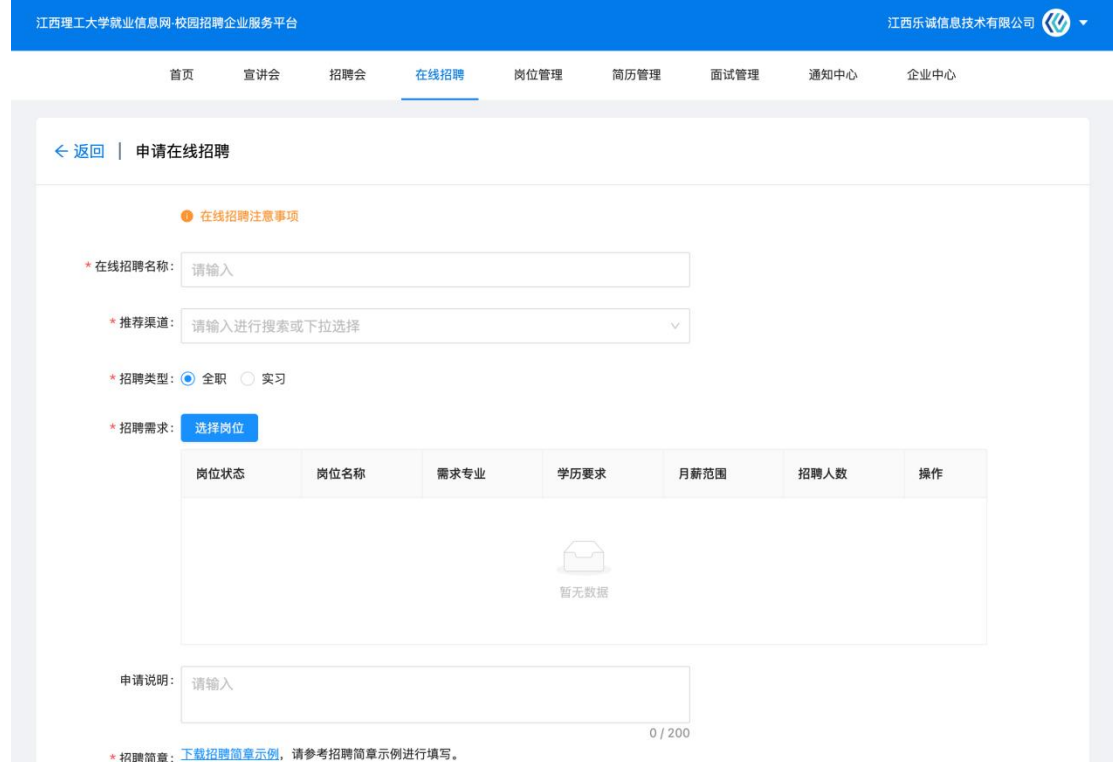 江西理工大学就业信息网-校园招聘企业服务平台 江西乐诚信息技术有限公司
首页 宣讲会 招聘会 在线招聘 岗位管理 简历管理 面试管理 通知中心 企业中心
返回 申请在线招聘
在线招聘注意事项
* 在线招聘名称: 请输入
* 推荐渠道: 请输入进行搜索或下拉选择
* 招聘类型: 全职 实习
* 招聘需求: 选择岗位
岗位状态 岗位名称 需求专业 学历要求 月薪范围 招聘人数 操作
暂无数据
申请说明: 请输入
0 / 200
* 招聘简章: 下载招聘简章示例，请参考招聘简章示例进行填写。